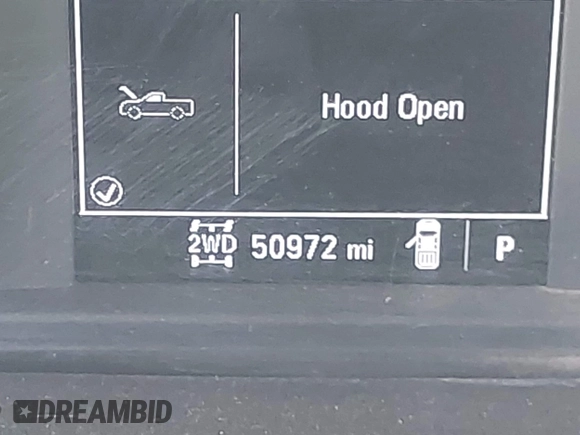 Hood Open
2WD 50972 mi P
DREAMBID